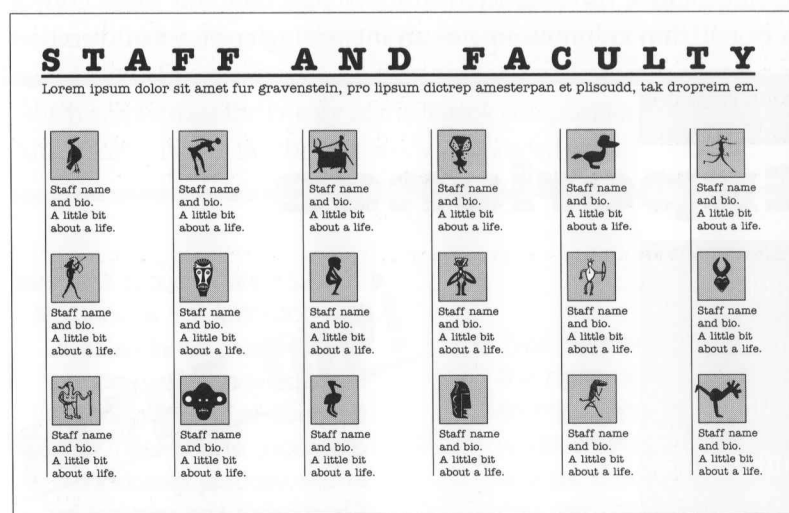 STAFF AND FACULTY
Lorem ipsum dolor sit amet fur gravenstein, pro lipsum dictrep amesterpan et pliscudd, tak dropreim em.
Staff name
and bio.
A little bit
about a life.
Staff name
and bio.
A little bit
about a life.
Staff name
and bio.
A little bit
about a life.
Staff name
and bio.
A little bit
about a life.
Staff name
and bio.
A little bit
about a life.
Staff name
and bio.
A little bit
about a life.
Staff name
and bio.
A little bit
about a life.
Staff name
and bio.
A little bit
about a life.
Staff name
and bio.
A little bit
about a life.
Staff name
and bio.
A little bit
about a life.
Staff name
and bio.
A little bit
about a life.
Staff name
and bio.
A little bit
about a life.
Staff name
and bio.
A little bit
about a life.
Staff name
and bio.
A little bit
about a life.
Staff name
and bio.
A little bit
about a life.
Staff name
and bio.
A little bit
about a life.
Staff name
and bio.
A little bit
about a life.
Staff name
and bio.
A little bit
about a life.